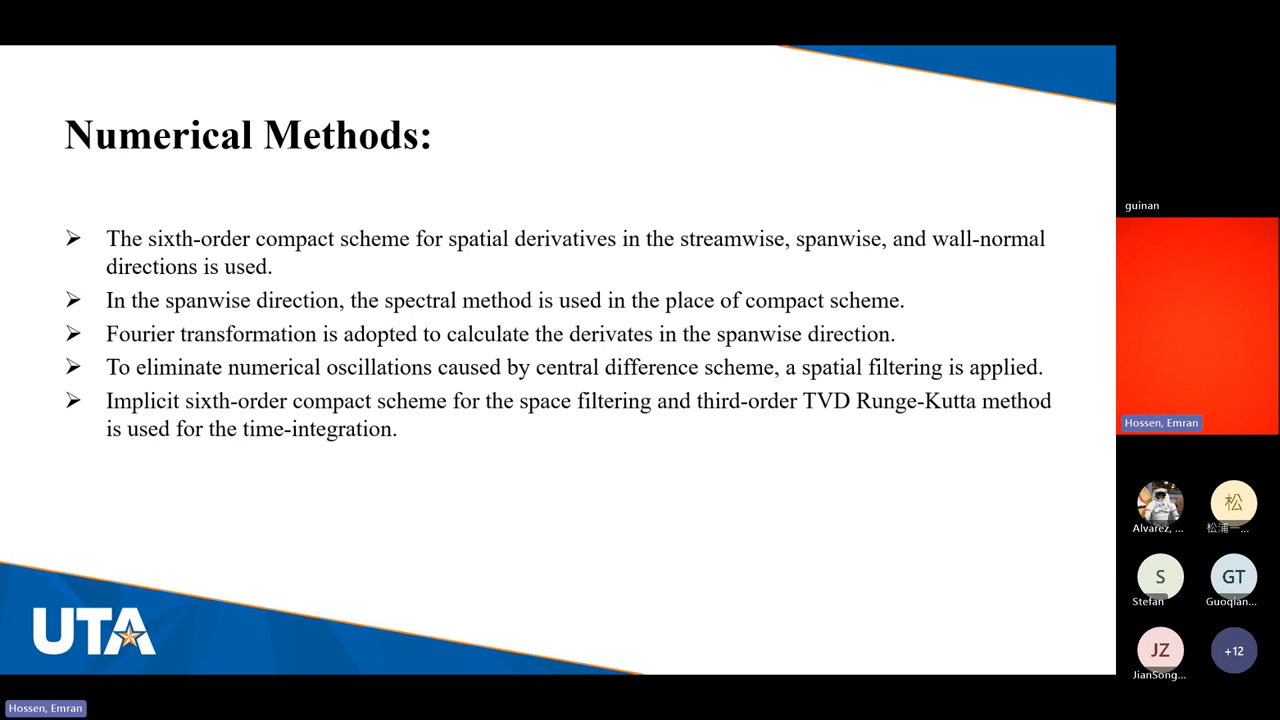 Numerical Methods:
➢ The sixth-order compact scheme for spatial derivatives in the streamwise, spanwise, and wall-normal
directions is used.
➢ In the spanwise direction, the spectral method is used in the place of compact scheme.
➢ Fourier transformation is adopted to calculate the derivates in the spanwise direction.
➢ To eliminate numerical oscillations caused by central difference scheme, a spatial filtering is applied.
➢ Implicit sixth-order compact scheme for the space filtering and third-order TVD Runge-Kutta method
is used for the time-integration.
UTA
Hossen, Emran
guinan
Hossen, Emran
Alvarez, ...
松
松浦一...
S
Stefan
GT
Guoqian...
JZ
JianSong...
+12